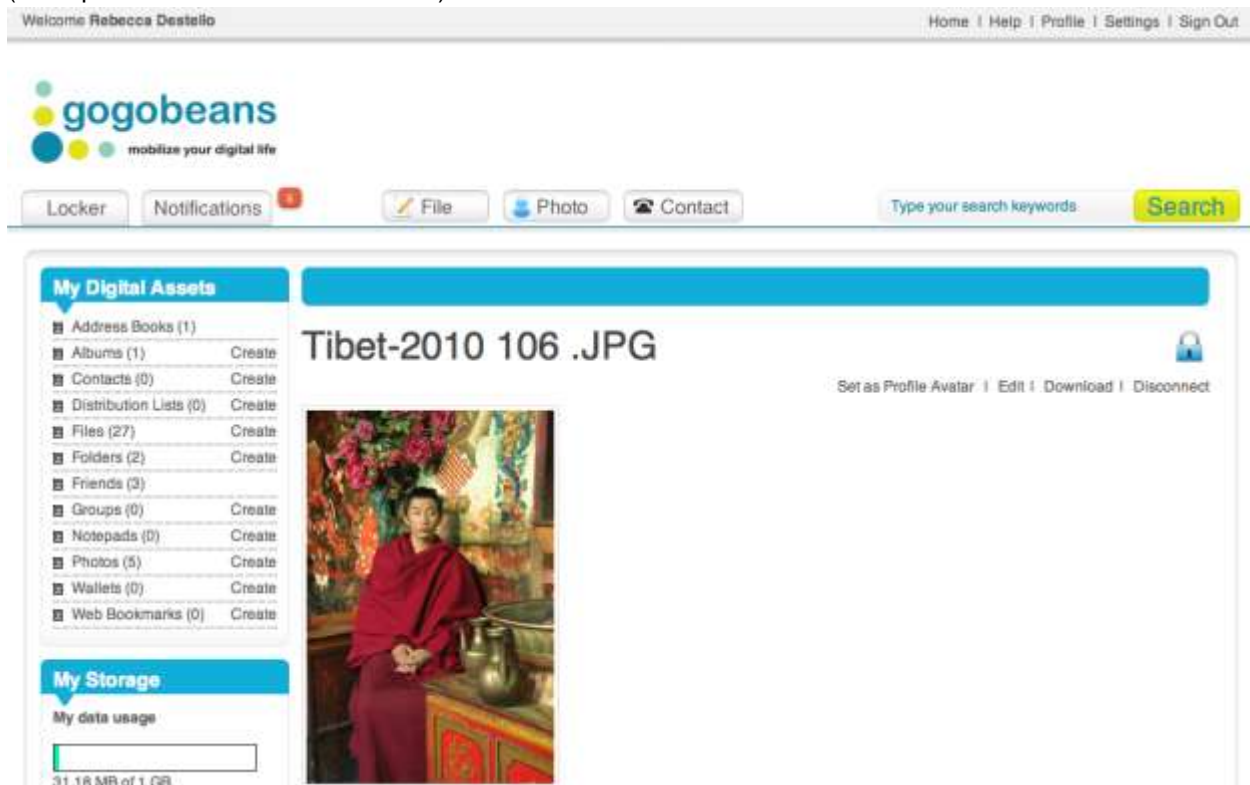 Welcome Rebecca Destello
Home | Help | Profile | Settings | Sign Out
gogobeans
mobilize your digital life
Locker
Notifications
File
Photo
Contact
Type your search keywords
Search
My Digital Assets
Address Books (1)
Albums (1) Create
Contacts (0) Create
Distribution Lists (0) Create
Files (27) Create
Folders (2) Create
Friends (3)
Groups (0) Create
Notepads (0) Create
Photos (5) Create
Wallets (0) Create
Web Bookmarks (0) Create
My Storage
My data usage
31.18 MB of 1 GB
Tibet-2010 106 .JPG
Set as Profile Avatar | Edit | Download | Disconnect